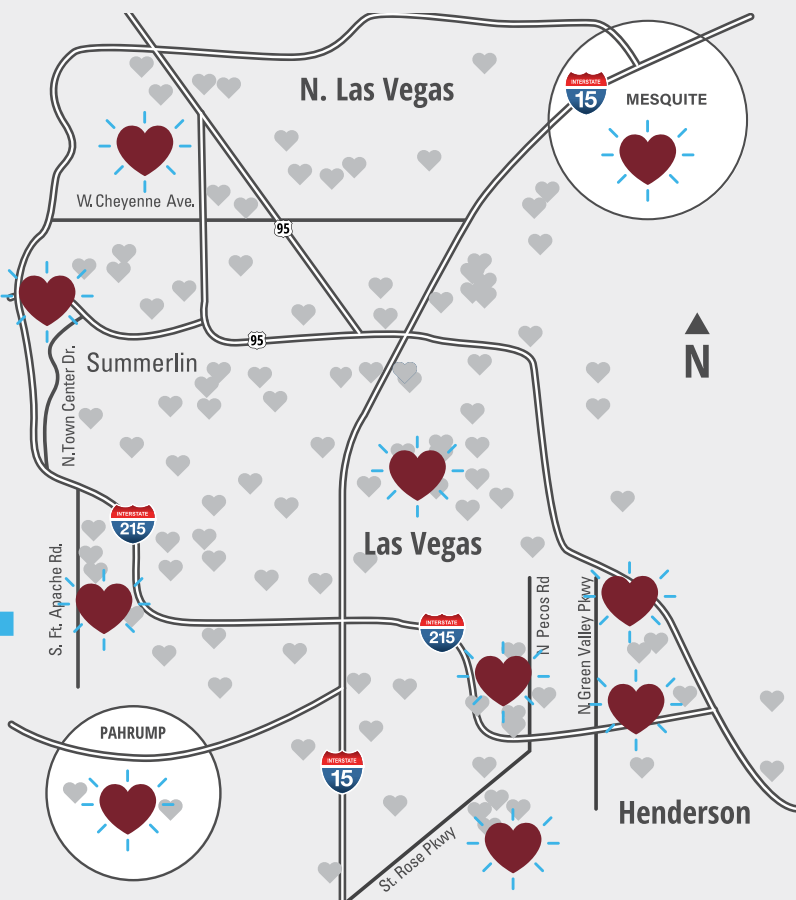 N. Las Vegas
INTERSTATE
15
MESQUITE
W. Cheyenne Ave.
95
95
Summerlin
N
N.Town Center Dr.
INTERSTATE
215
Las Vegas
S. Ft. Apache Rd.
N Pecos Rd
N Green Valley Pkwy
INTERSTATE
215
PAHRUMP
INTERSTATE
15
Henderson
St. Rose Pkwy